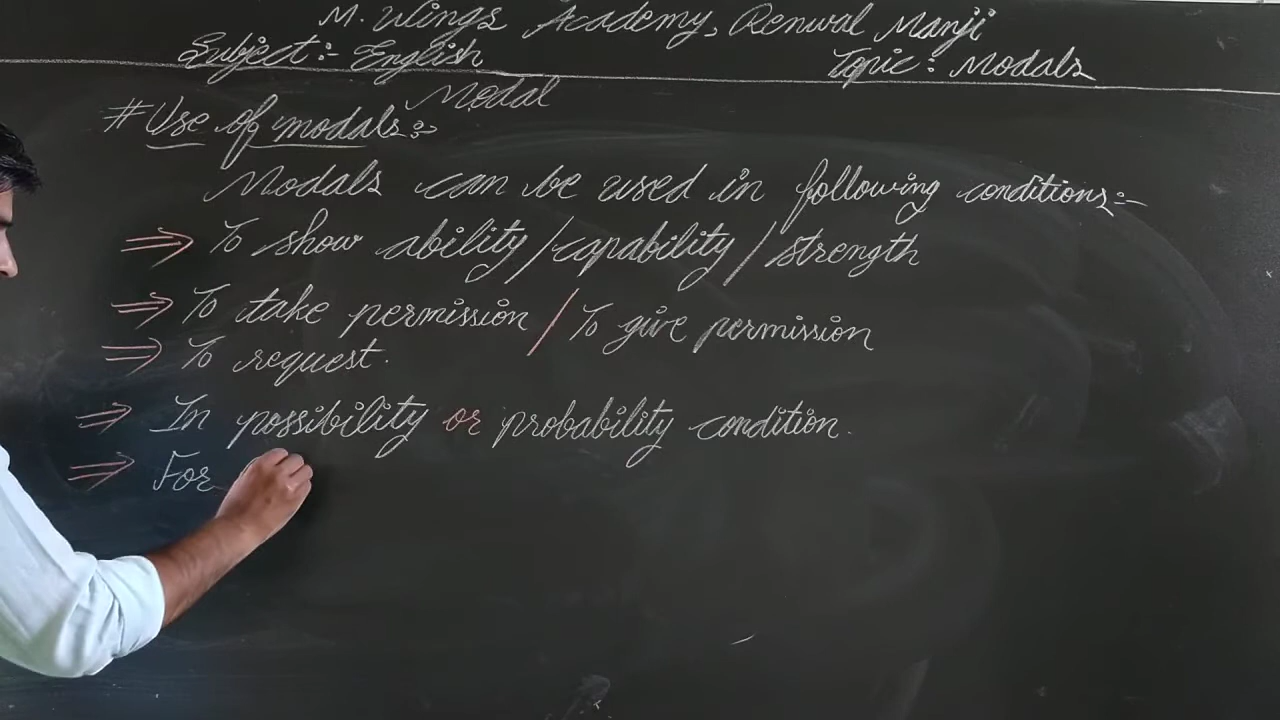 M. Wings Academy, Renwal Manji
Subject:- English Topic: Modals
Modal
# Use of modals:-
Modals can be used in following conditions:-
⇒ To show ability/capability/strength
⇒ To take permission / To give permission
⇒ To request.
⇒ In possibility or probability condition.
⇒ For